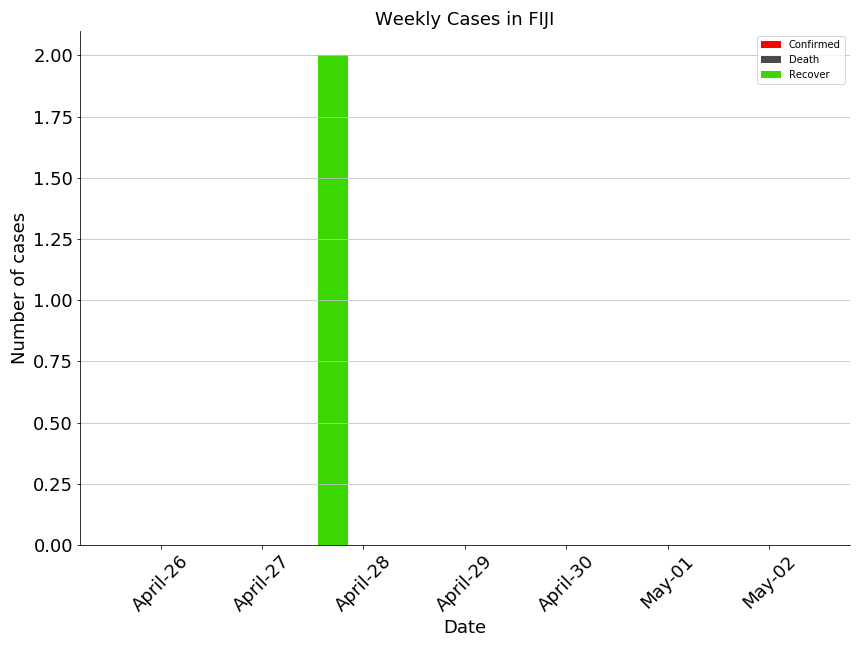 Weekly Cases in FIJI
Confirmed
Death
Recover
Number of cases
2.00
1.75
1.50
1.25
1.00
0.75
0.50
0.25
0.00
April-26
April-27
April-28
April-29
April-30
May-01
May-02
Date